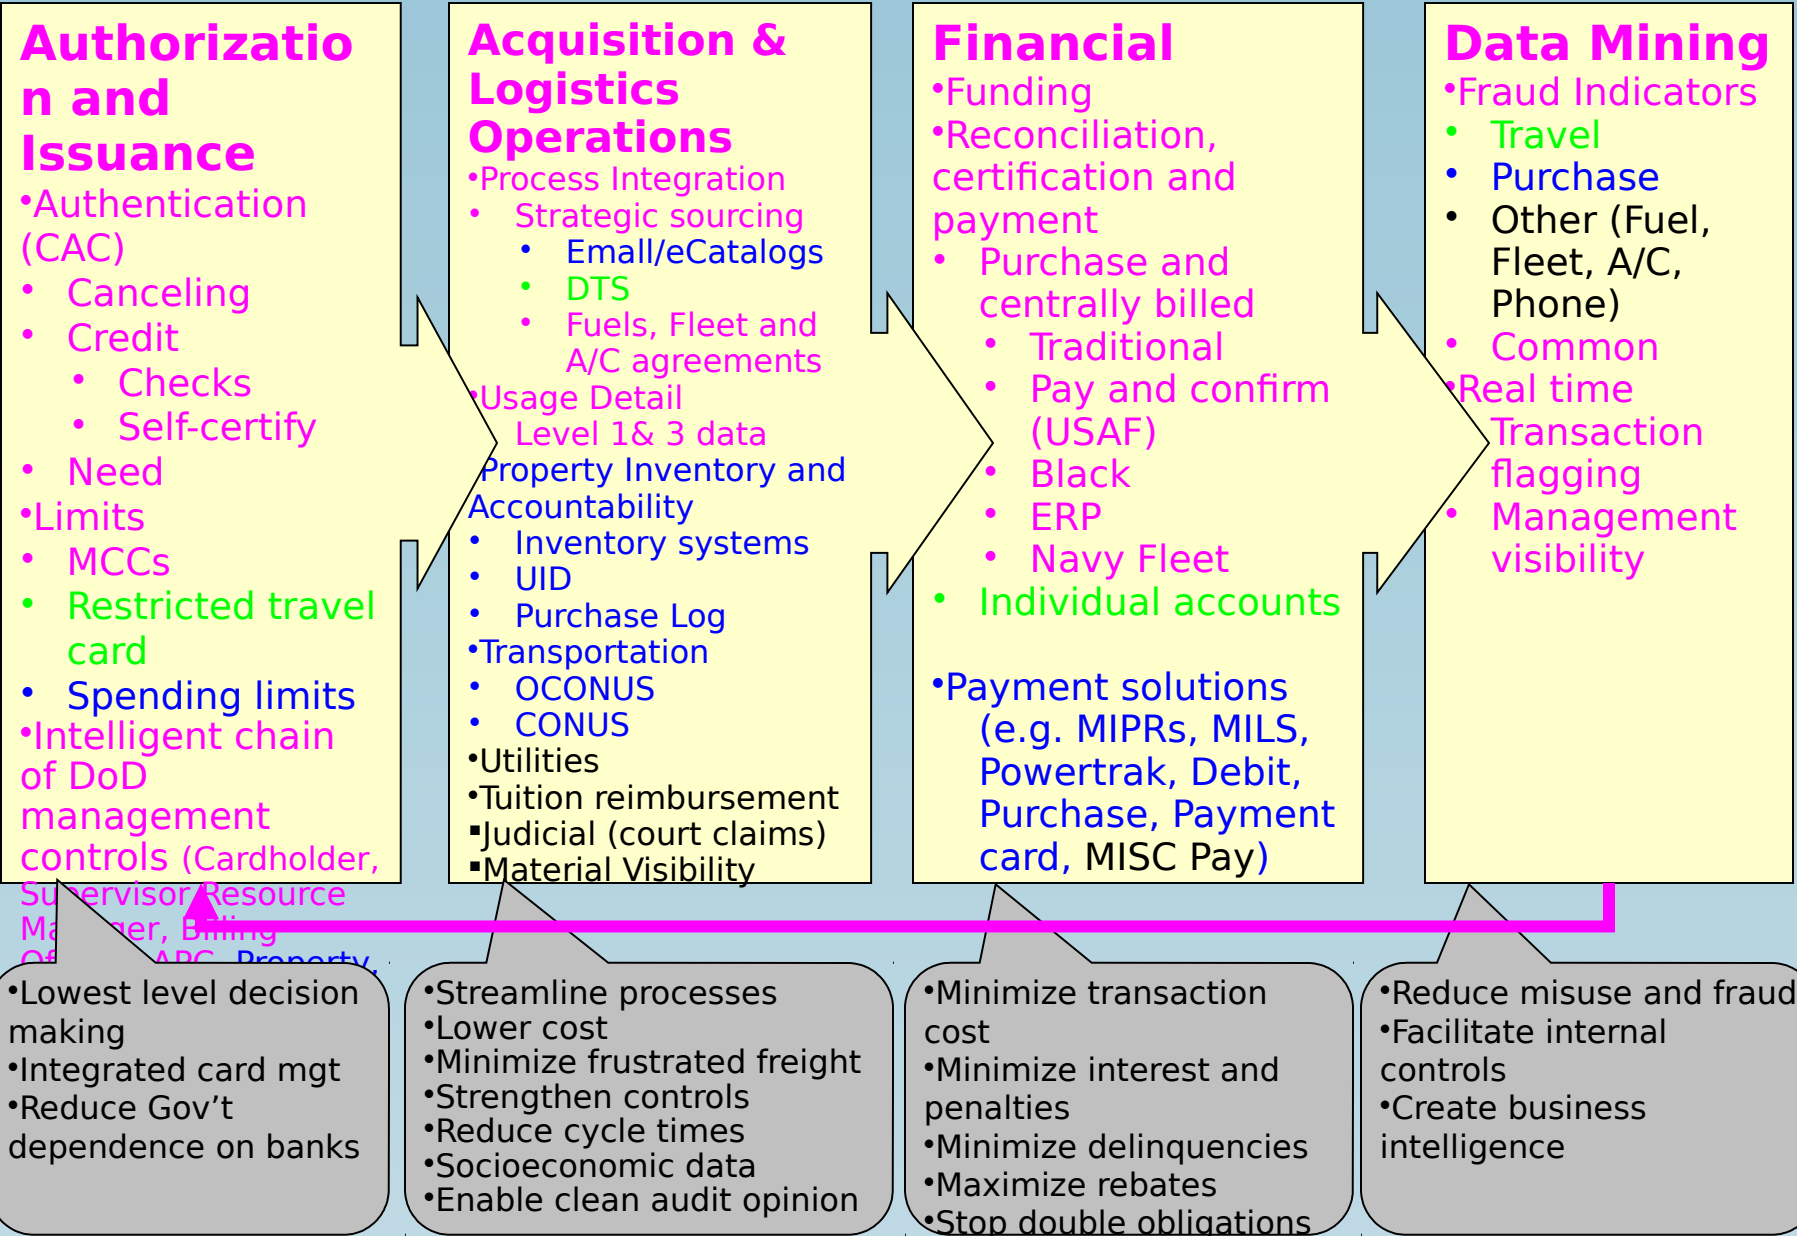 Authorizatio
n and
Issuance
•Authentication
(CAC)
• Canceling
• Credit
• Checks
• Self-certify
• Need
•Limits
• MCCs
• Restricted travel
card
• Spending limits
•Intelligent chain
of DoD
management
controls (Cardholder,
Supervisor Resource
Manager, Billing
APC, Property,
Acquisition &
Logistics
Operations
•Process Integration
• Strategic sourcing
• Emall/eCatalogs
• DTS
• Fuels, Fleet and
A/C agreements
•Usage Detail
Level 1& 3 data
Property Inventory and
Accountability
• Inventory systems
• UID
• Purchase Log
•Transportation
• OCONUS
• CONUS
•Utilities
•Tuition reimbursement
▪Judicial (court claims)
▪Material Visibility
Financial
•Funding
•Reconciliation,
certification and
payment
• Purchase and
centrally billed
• Traditional
• Pay and confirm
(USAF)
• Black
• ERP
• Navy Fleet
• Individual accounts
•Payment solutions
(e.g. MIPRs, MILS,
Powertrak, Debit,
Purchase, Payment
card, MISC Pay)
Data Mining
•Fraud Indicators
• Travel
• Purchase
• Other (Fuel,
Fleet, A/C,
Phone)
• Common
•Real time
Transaction
flagging
• Management
visibility
•Lowest level decision
making
•Integrated card mgt
•Reduce Gov’t
dependence on banks
•Streamline processes
•Lower cost
•Minimize frustrated freight
•Strengthen controls
•Reduce cycle times
•Socioeconomic data
•Enable clean audit opinion
•Minimize transaction
cost
•Minimize interest and
penalties
•Minimize delinquencies
•Maximize rebates
•Stop double obligations
•Reduce misuse and fraud
•Facilitate internal
controls
•Create business
intelligence